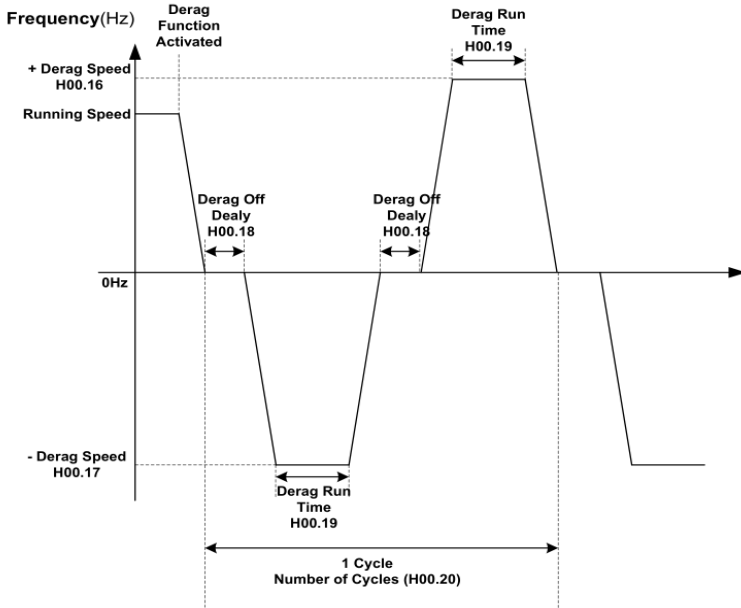 Frequency(Hz)
Derag
Function
Activated
Derag Run
Time
H00.19
+ Derag Speed
H00.16
Running Speed
Derag Off
Dealy
H00.18
Derag Off
Dealy
H00.18
0Hz
- Derag Speed
H00.17
Derag Run
Time
H00.19
1 Cycle
Number of Cycles (H00.20)